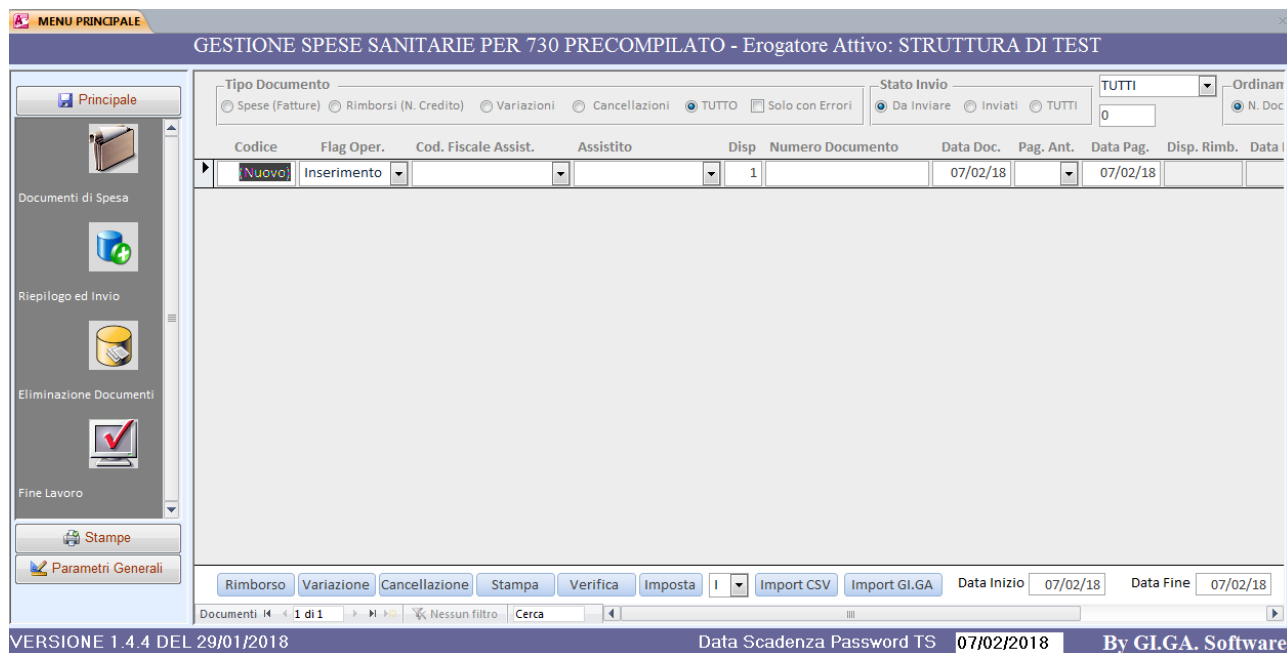 MENU PRINCIPALE
GESTIONE SPESE SANITARIE PER 730 PRECOMPILATO - Erogatore Attivo: STRUTTURA DI TEST
Principale
Documenti di Spesa
Riepilogo ed Invio
Eliminazione Documenti
Fine Lavoro
Stampe
Parametri Generali
Tipo Documento
Spese (Fatture) Rimborsi (N. Credito) Variazioni Cancellazioni TUTTO Solo con Errori
Stato Invio
Da Inviare Inviati TUTTI
TUTTI
0
Ordinam
N. Doc
Codice Flag Oper. Cod. Fiscale Assist. Assistito Disp Numero Documento Data Doc. Pag. Ant. Data Pag. Disp. Rimb. Data
(Nuovo) Inserimento 1 07/02/18 07/02/18
Rimborso Variazione Cancellazione Stampa Verifica Imposta I Import CSV Import GI.GA Data Inizio 07/02/18 Data Fine 07/02/18
Documenti 1 di 1 Nessun filtro Cerca
VERSIONE 1.4.4 DEL 29/01/2018 Data Scadenza Password TS 07/02/2018 By GI.GA. Software